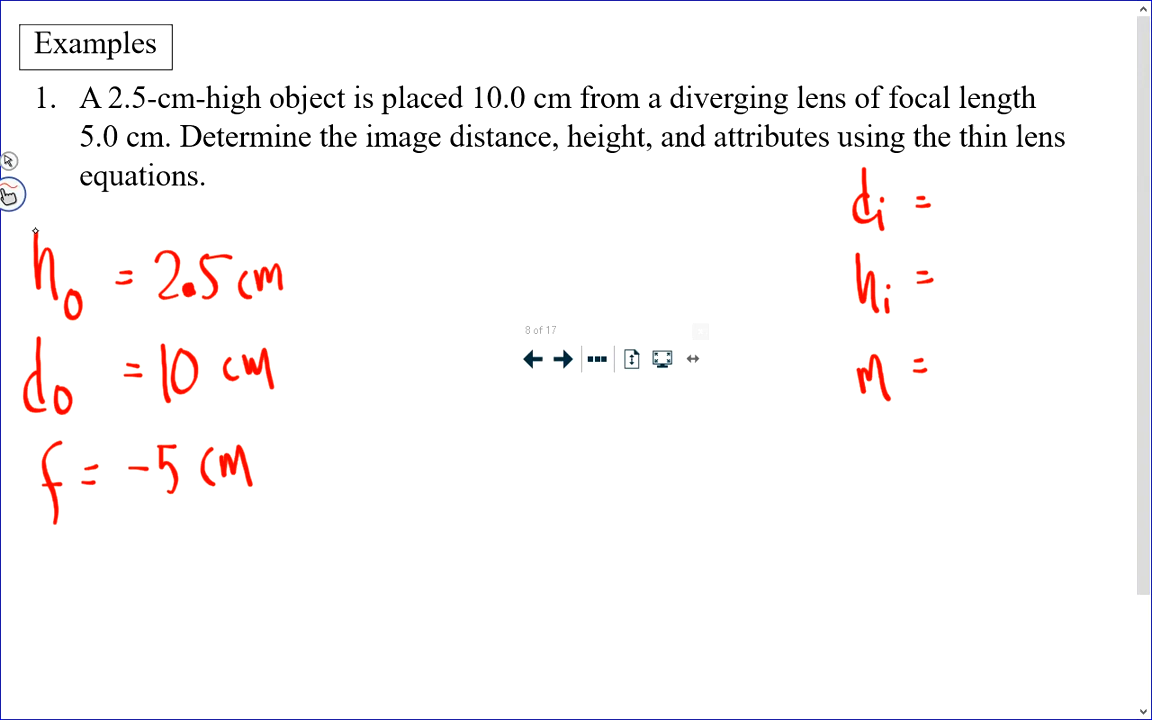 Examples
1. A 2.5-cm-high object is placed 10.0 cm from a diverging lens of focal length
5.0 cm. Determine the image distance, height, and attributes using the thin lens
equations.
di =
ho = 2.5 cm
hi =
8 of 17
do = 10 cm
m =
f = -5 cm